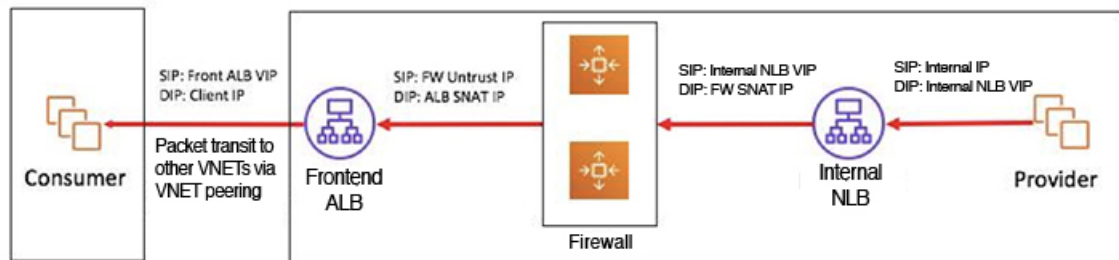 SIP: Front ALB VIP
DIP: Client IP
Packet transit to
other VNETs via
VNET peering
Consumer
Frontend
ALB
SIP: FW Untrust IP
DIP: ALB SNAT IP
Firewall
SIP: Internal NLB VIP
DIP: FW SNAT IP
Internal
NLB
SIP: Internal IP
DIP: Internal NLB VIP
Provider